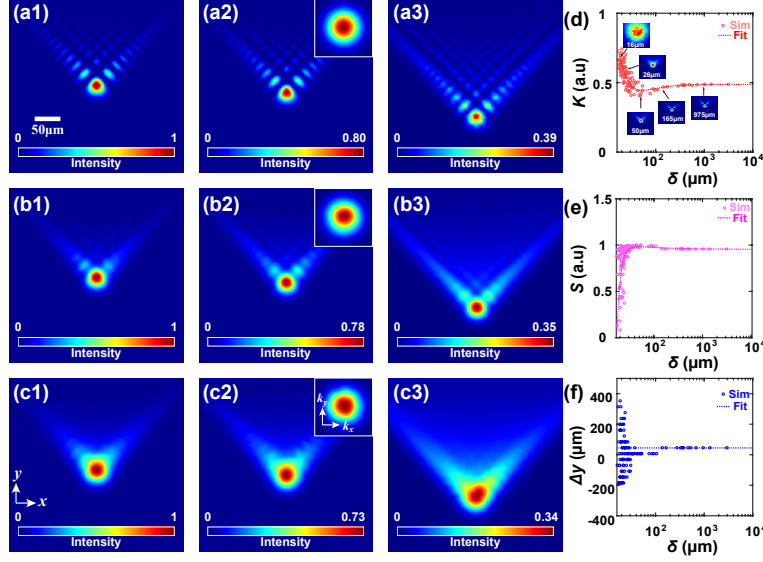 (a1)
50μm
0 1
Intensity
(a2)
0 0.80
Intensity
(a3)
0 0.39
Intensity
(b1)
0 1
Intensity
(b2)
0 0.78
Intensity
(b3)
0 0.35
Intensity
(c1)
y
x
0 1
Intensity
(c2)
k_y
k_x
0 0.73
Intensity
(c3)
0 0.34
Intensity
(d)
1
0.5
0
K (a.u)
Sim
Fit
16μm
26μm
50μm
165μm
975μm
10² 10³ 10⁴
δ (μm)
(e)
1.5
1
0.5
0
S (a.u)
Sim
Fit
10² 10³ 10⁴
δ (μm)
(f)
400
200
0
-200
-400
Δy (μm)
Sim
Fit
10² 10³ 10⁴
δ (μm)